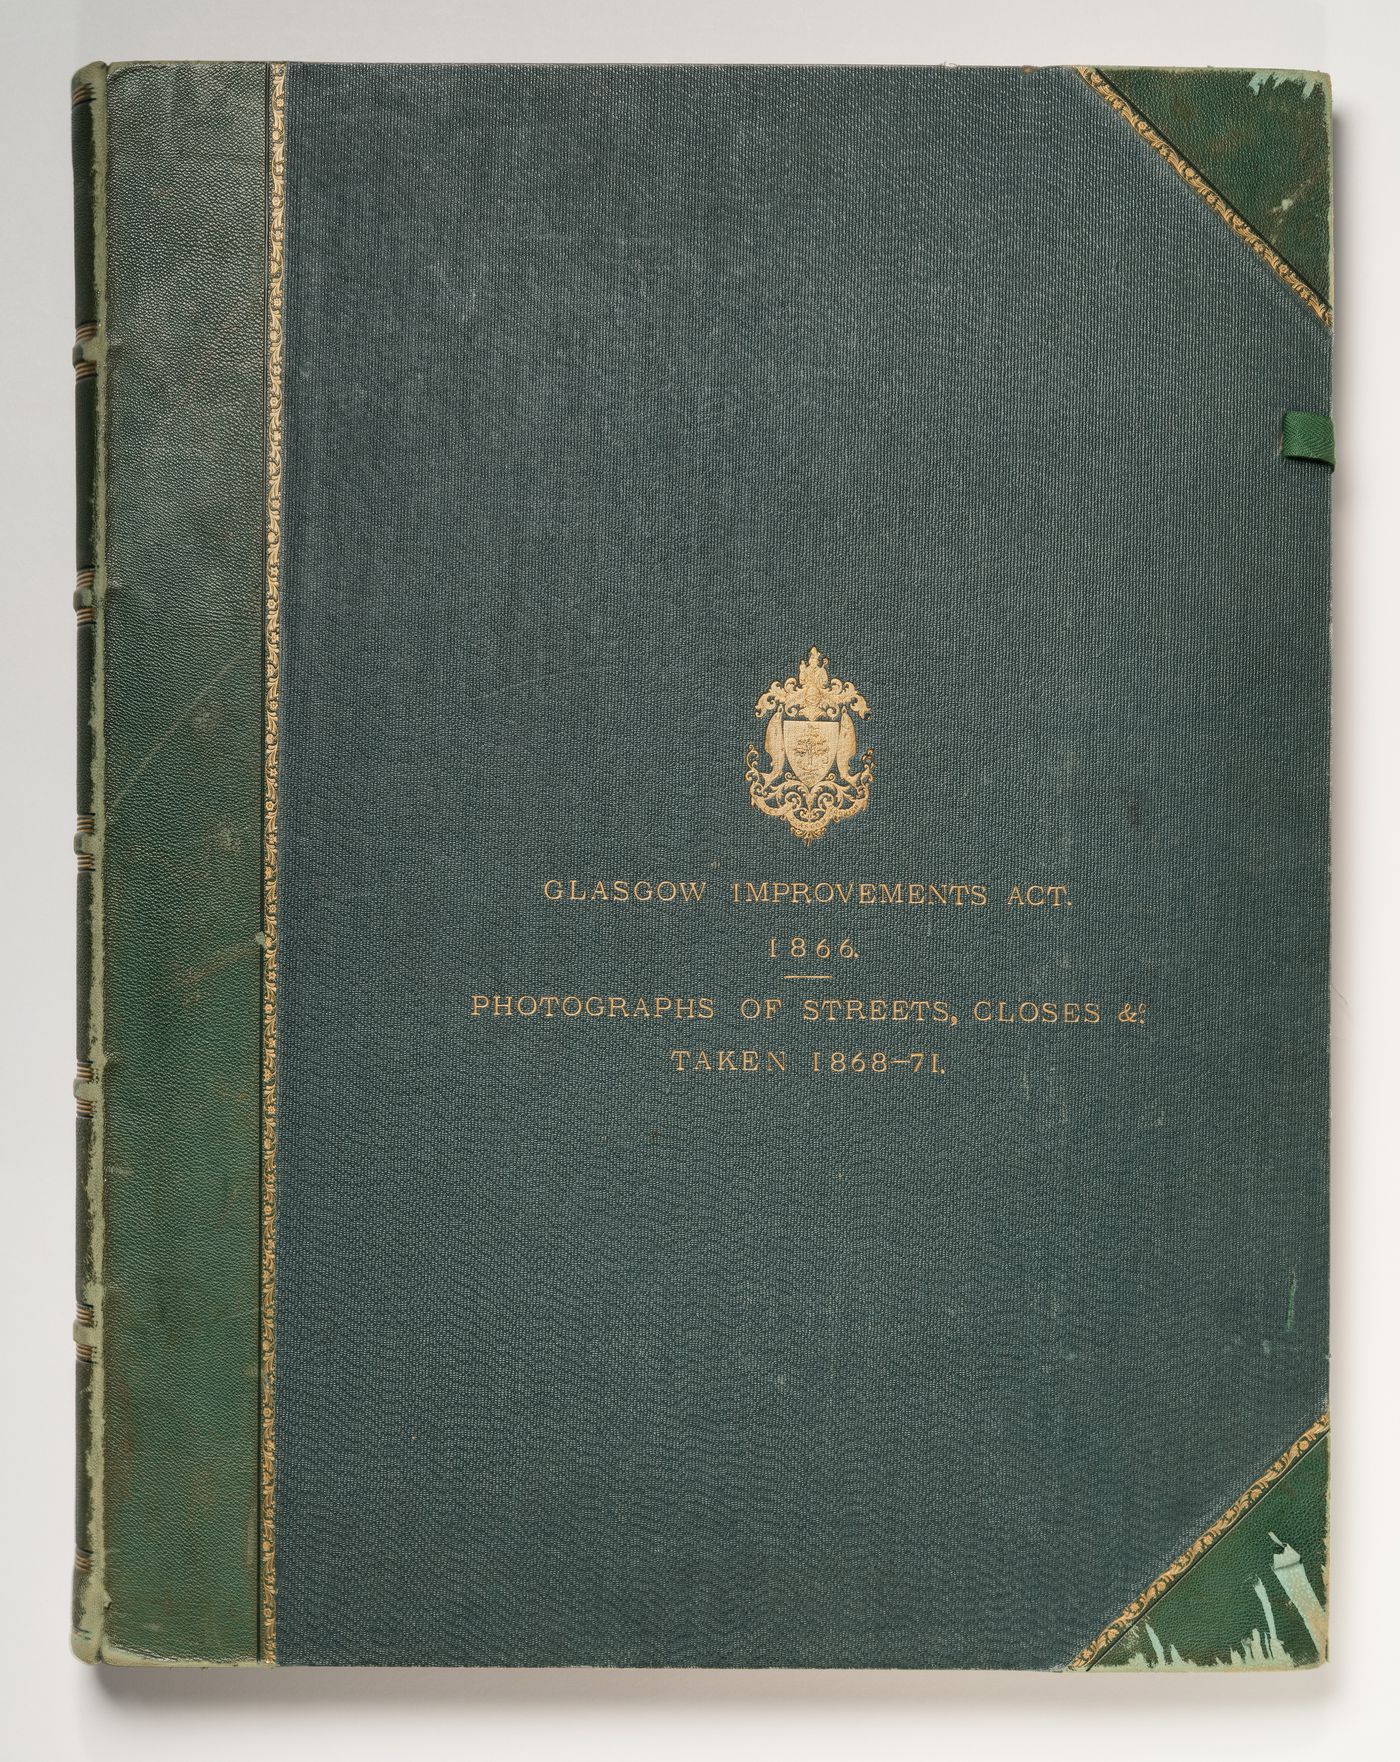 GLASGOW IMPROVEMENTS ACT.
1866.
PHOTOGRAPHS OF STREETS, CLOSES &c.
TAKEN 1868-71.